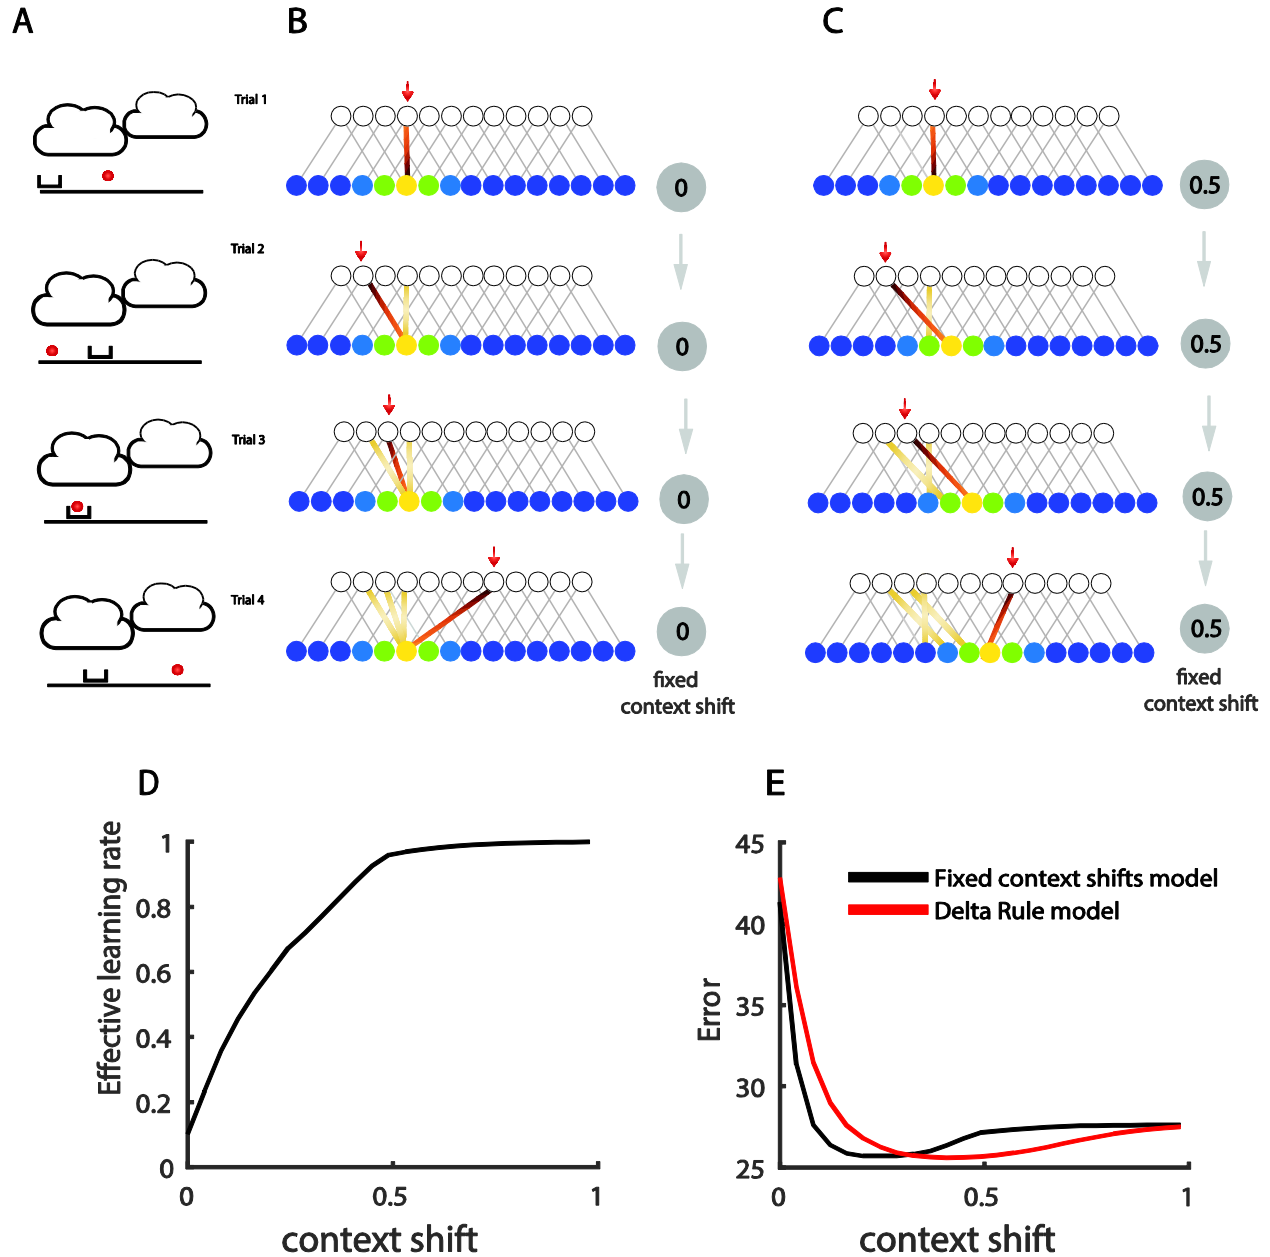 A
B
C
Trial 1
0
0.5
Trial 2
0
0.5
Trial 3
0
0.5
Trial 4
0
0.5
fixed
context shift
fixed
context shift
D
E
Effective learning rate
1
0.8
0.6
0.4
0.2
0
0
0.5
1
context shift
Error
45
40
35
30
25
0
0.5
1
context shift
Fixed context shifts model
Delta Rule model